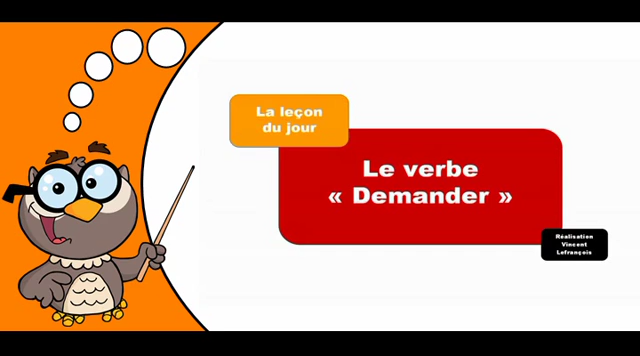 La leçon
du jour
Le verbe
« Demander »
Réalisation
Vincent
Lefrançois